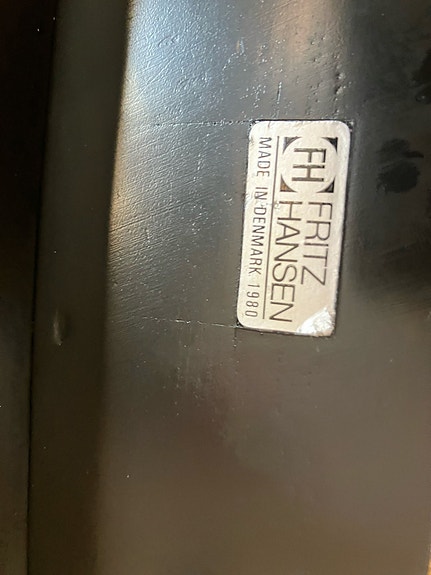 FH FRITZ
HANSEN
MADE IN DENMARK 1980